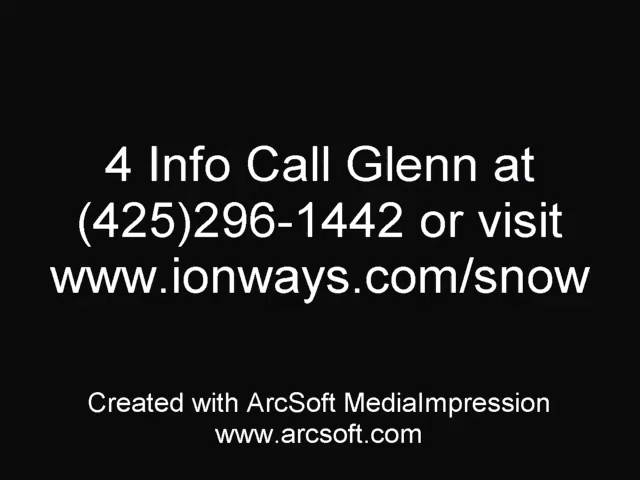 4 Info Call Glenn at
(425)296-1442 or visit
www.ionways.com/snow
Created with ArcSoft MediaImpression
www.arcsoft.com